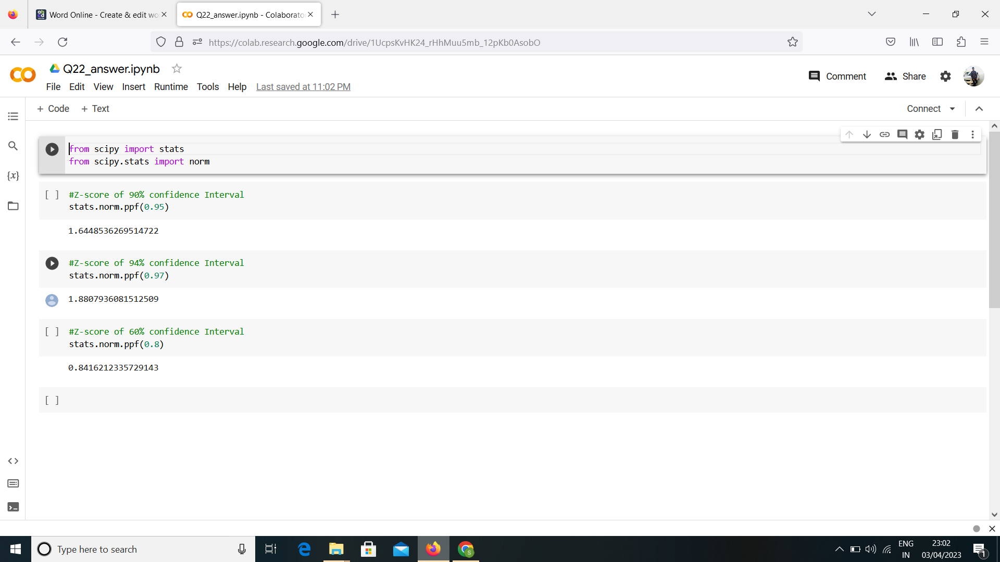 Word Online - Create & edit wo
Q22_answer.ipynb - Colaborato
https://colab.research.google.com/drive/1UcpsKvHK24_rHhMuu5mb_12pKb0AsobO
Q22_answer.ipynb
Comment
Share
File Edit View Insert Runtime Tools Help Last saved at 11:02 PM
+ Code + Text
Connect
from scipy import stats
from scipy.stats import norm
[ ] #Z-score of 90% confidence Interval
stats.norm.ppf(0.95)
1.6448536269514722
#Z-score of 94% confidence Interval
stats.norm.ppf(0.97)
1.8807936081512509
[ ] #Z-score of 60% confidence Interval
stats.norm.ppf(0.8)
0.8416212335729143
[ ]
{x}
Type here to search
S
ENG
IN
23:02
03/04/2023
1